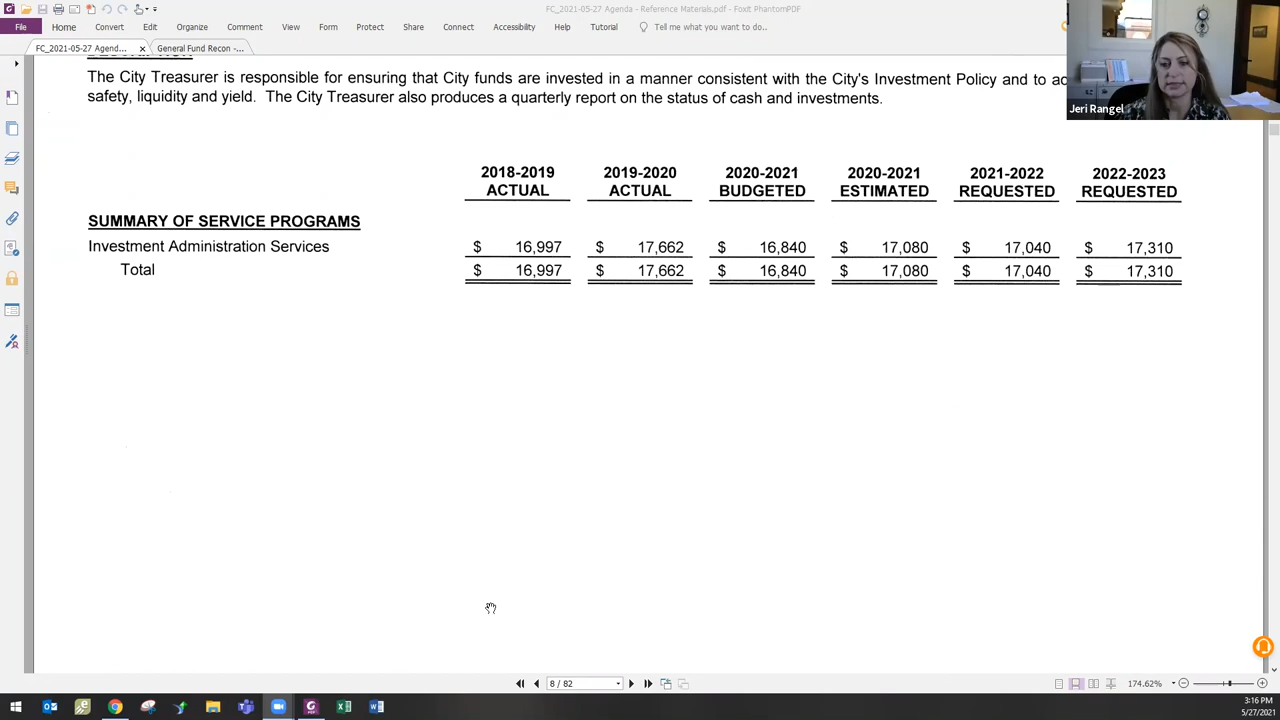 FC_2021-05-27 Agenda - Reference Materials.pdf - Foxit PhantomPDF
File Home Convert Edit Organize Comment View Form Protect Share Connect Accessibility Help Tutorial Tell me what you want to do..
FC_2021-05-27 Agend... × General Fund Recon -...
The City Treasurer is responsible for ensuring that City funds are invested in a manner consistent with the City's Investment Policy and to
safety, liquidity and yield. The City Treasurer also produces a quarterly report on the status of cash and investments.
Jeri Rangel
2018-2019 2019-2020 2020-2021 2020-2021 2021-2022 2022-2023
ACTUAL ACTUAL BUDGETED ESTIMATED REQUESTED REQUESTED
SUMMARY OF SERVICE PROGRAMS
Investment Administration Services $ 16,997 $ 17,662 $ 16,840 $ 17,080 $ 17,040 $ 17,310
Total $ 16,997 $ 17,662 $ 16,840 $ 17,080 $ 17,040 $ 17,310
8 / 82 174.62%
3:16 PM
5/27/2021